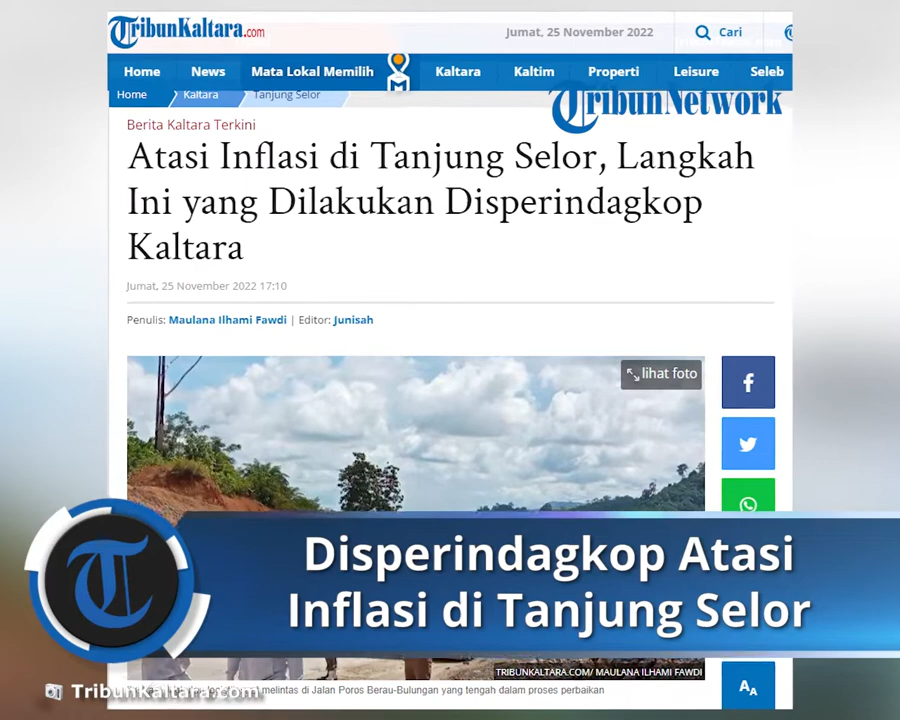 TribunKaltara.com
Jumat, 25 November 2022
Cari
Home News Mata Lokal Memilih Kaltara Kaltim Properti Leisure Seleb
Home Kaltara Tanjung Selor
TribunNetwork
Berita Kaltara Terkini
Atasi Inflasi di Tanjung Selor, Langkah
Ini yang Dilakukan Disperindagkop
Kaltara
Jumat, 25 November 2022 17:10
Penulis: Maulana Ilhami Fawdi | Editor: Junisah
lihat foto
Disperindagkop Atasi
Inflasi di Tanjung Selor
TRIBUNKALTARA.COM/ MAULANA ILHAMI FAWDI
melintas di Jalan Poros Berau-Bulungan yang tengah dalam proses perbaikan
TribunKaltara.com
AA